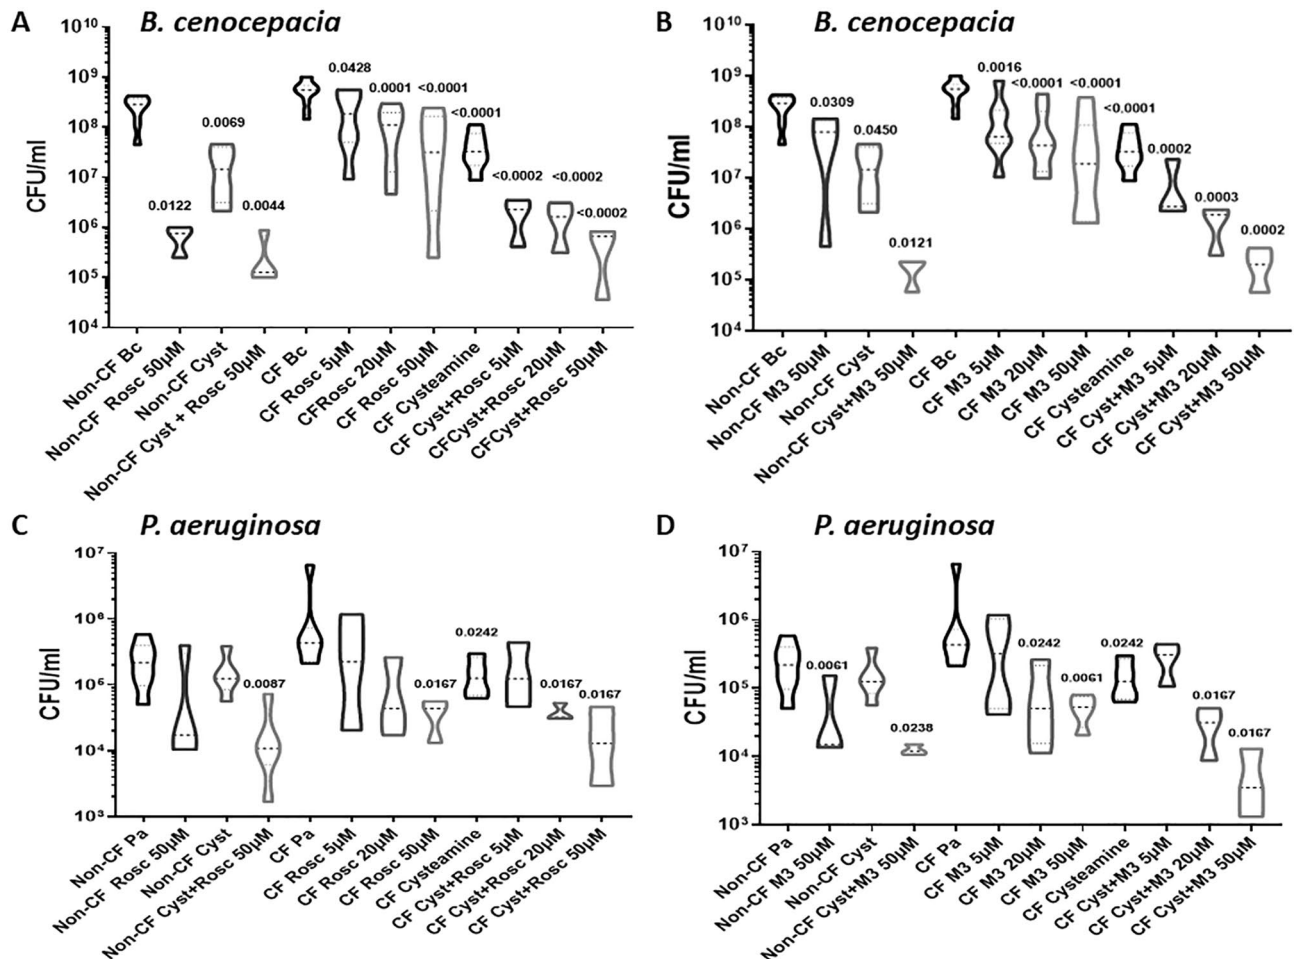 A B. cenocepacia
CFU/ml
10¹⁰
10⁹
10⁸
10⁷
10⁶
10⁵
10⁴
0.0122
0.0069
0.0044
0.0428
0.0001
<0.0001
<0.0001
<0.0002
<0.0002
<0.0002
Non-CF Bc
Non-CF Rosc 50µM
Non-CF Cyst
Non-CF Cyst + Rosc 50µM
CF Bc
CF Rosc 5µM
CFRosc 20µM
CF Rosc 50µM
CF Cysteamine
CF Cyst+Rosc 5µM
CFCyst+Rosc 20µM
CFCyst+Rosc 50µM
B B. cenocepacia
CFU/ml
10¹⁰
10⁹
10⁸
10⁷
10⁶
10⁵
10⁴
0.0309
0.0450
0.0121
0.0016
<0.0001
<0.0001
<0.0001
0.0002
0.0003
0.0002
Non-CF Bc
Non-CF M3 50µM
Non-CF Cyst
Non-CF Cyst+M3 50µM
CF Bc
CF M3 5µM
CF M3 20µM
CF M3 50µM
CF Cysteamine
CF Cyst+M3 5µM
CF Cyst+M3 20µM
CF Cyst+M3 50µM
C P. aeruginosa
CFU/ml
10⁷
10⁶
10⁵
10⁴
10³
0.0087
0.0167
0.0242
0.0167
0.0167
Non-CF Pa
Non-CF Rosc 50µM
Non-CF Cyst
Non-CF Cyst+Rosc 50µM
CF Pa
CF Rosc 5µM
CF Rosc 20µM
CF Rosc 50µM
CF Cysteamine
CF Cyst+Rosc 5µM
CF Cyst+Rosc 20µM
CF Cyst+Rosc 50µM
D P. aeruginosa
CFU/ml
10⁷
10⁶
10⁵
10⁴
10³
0.0061
0.0238
0.0242
0.0061
0.0242
0.0167
0.0167
Non-CF Pa
Non-CF M3 50µM
Non-CF Cyst
Non-CF Cyst+M3 50µM
CF Pa
CF M3 5µM
CF M3 20µM
CF M3 50µM
CF Cysteamine
CF Cyst+M3 5µM
CF Cyst+M3 20µM
CF Cyst+M3 50µM